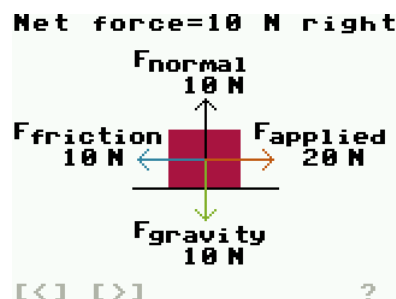 Net force=10 N right
Fnormal
10 N
Ffriction
10 N
Fapplied
20 N
Fgravity
10 N
[<] [>] ?